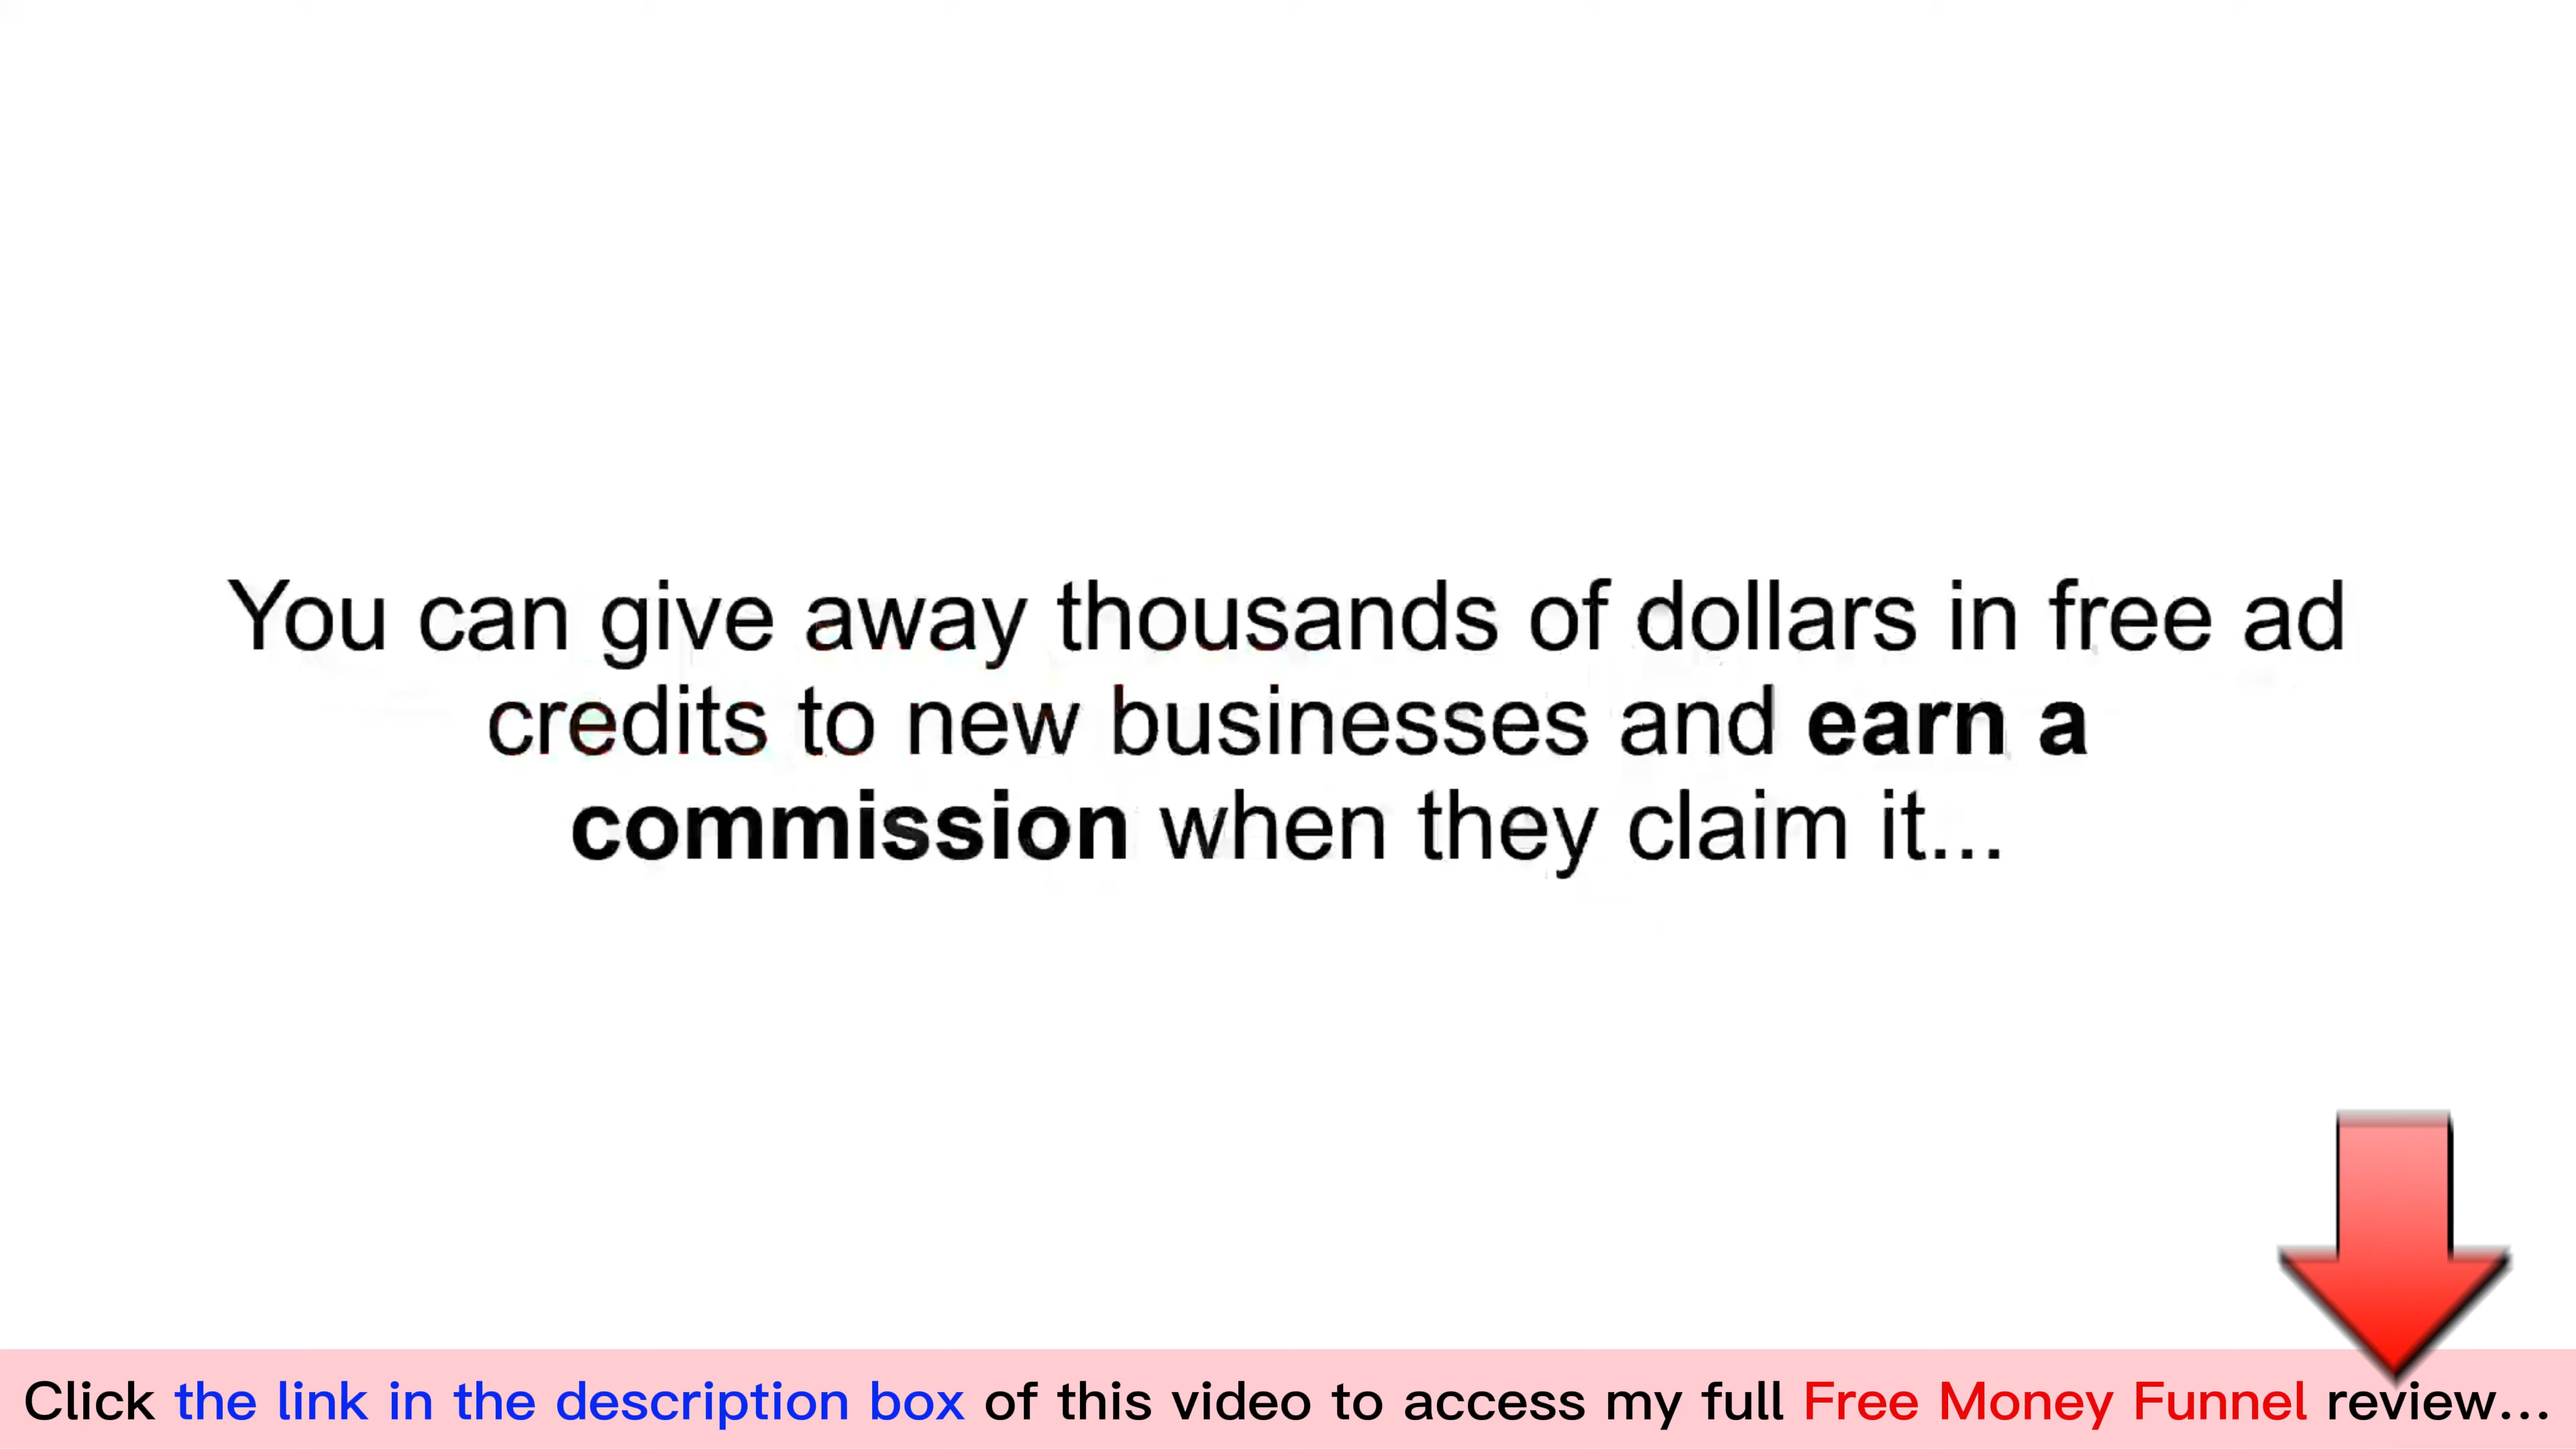 You can give away thousands of dollars in free ad
credits to new businesses and earn a
commission when they claim it...
Click the link in the description box of this video to access my full Free Money Funnel review...